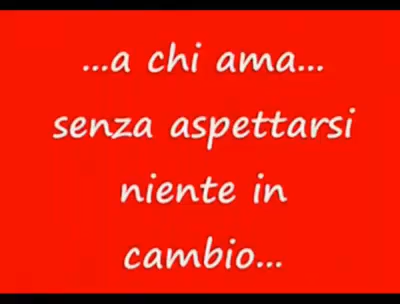 ...a chi ama...
senza aspettarsi
niente in
cambio...